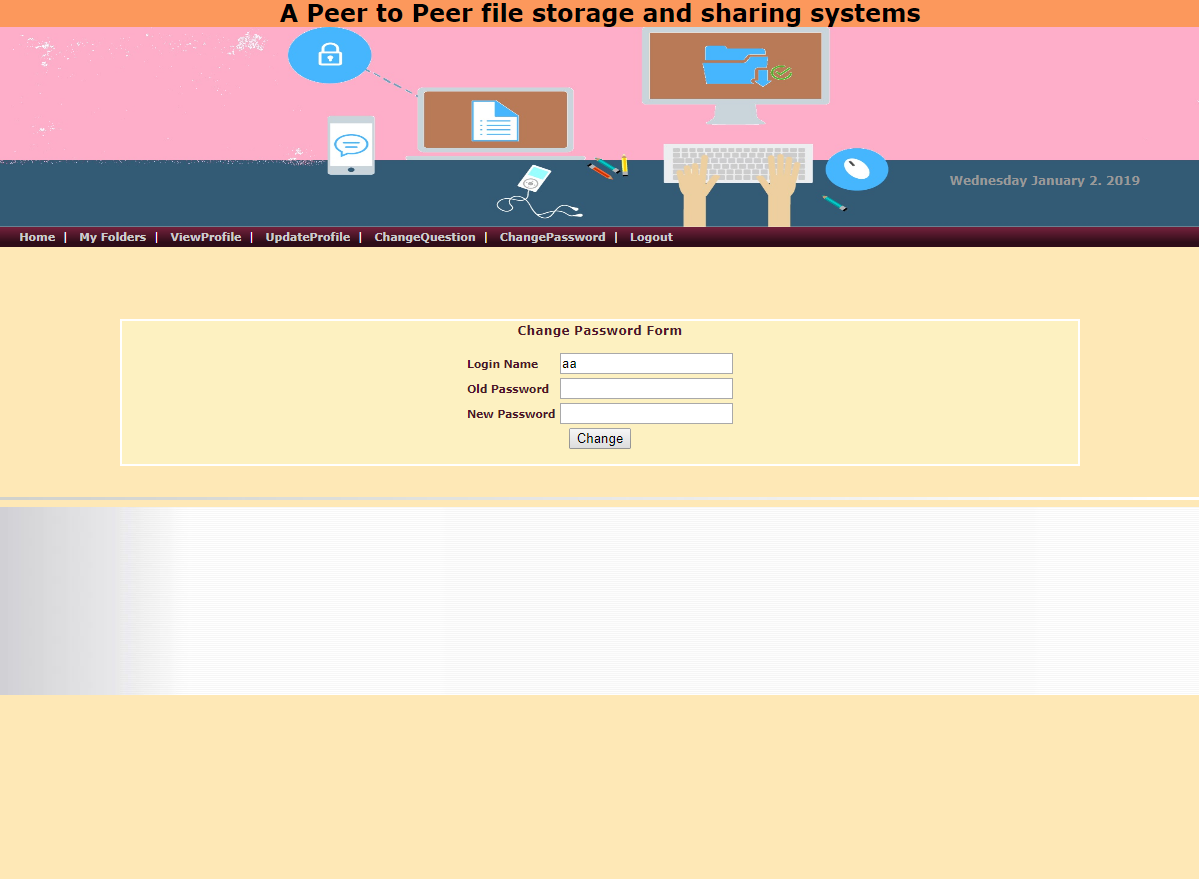 A Peer to Peer file storage and sharing systems
Wednesday January 2. 2019
Home | My Folders | ViewProfile | UpdateProfile | ChangeQuestion | ChangePassword | Logout
Change Password Form
Login Name aa
Old Password
New Password
Change